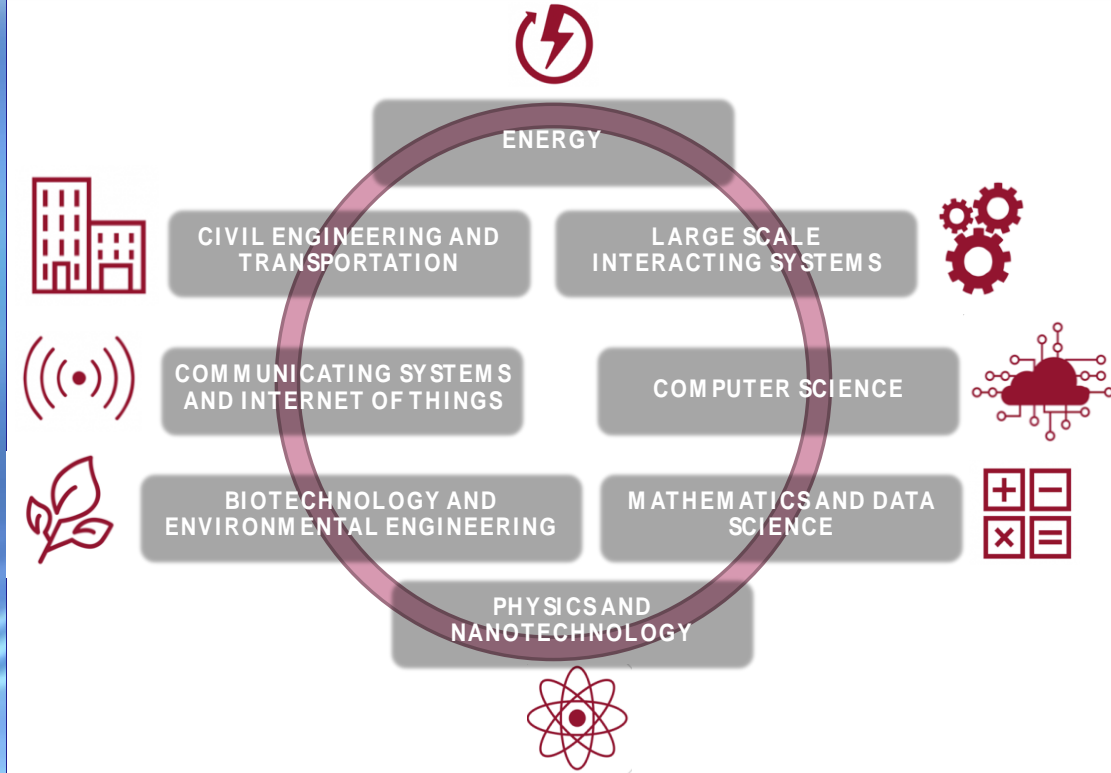 ENERGY
CIVIL ENGINEERING AND
TRANSPORTATION
LARGE SCALE
INTERACTING SYSTEMS
COMMUNICATING SYSTEMS
AND INTERNET OF THINGS
COMPUTER SCIENCE
BIOTECHNOLOGY AND
ENVIRONMENTAL ENGINEERING
MATHEMATICS AND DATA
SCIENCE
PHYSICS AND
NANOTECHNOLOGY